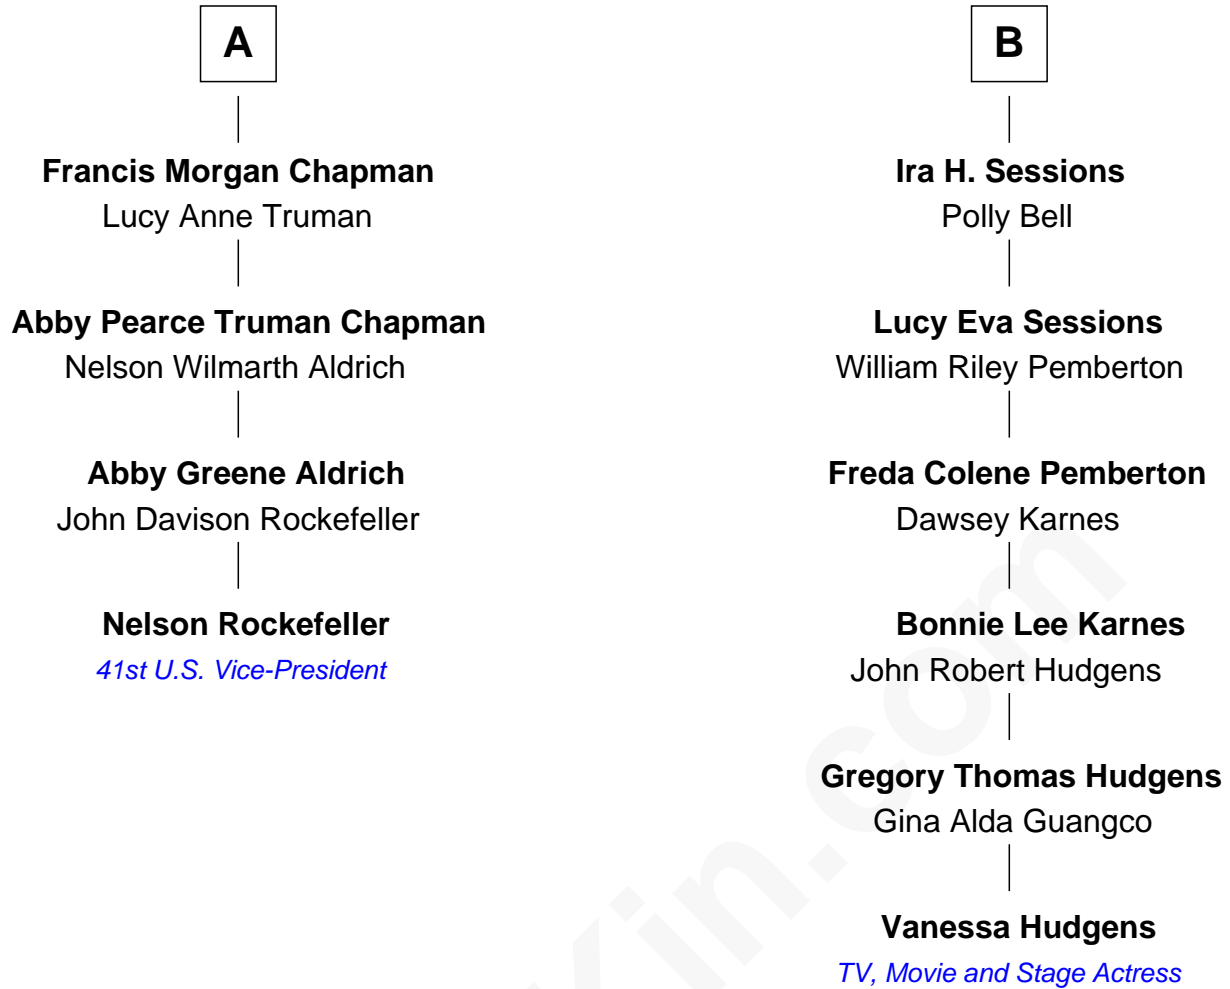 A
Francis Morgan Chapman
Lucy Anne Truman
Abby Pearce Truman Chapman
Nelson Wilmarth Aldrich
Abby Greene Aldrich
John Davison Rockefeller
Nelson Rockefeller
41st U.S. Vice-President
B
Ira H. Sessions
Polly Bell
Lucy Eva Sessions
William Riley Pemberton
Freda Colene Pemberton
Dawsey Karnes
Bonnie Lee Karnes
John Robert Hudgens
Gregory Thomas Hudgens
Gina Alda Guangco
Vanessa Hudgens
TV, Movie and Stage Actress
Kin.com